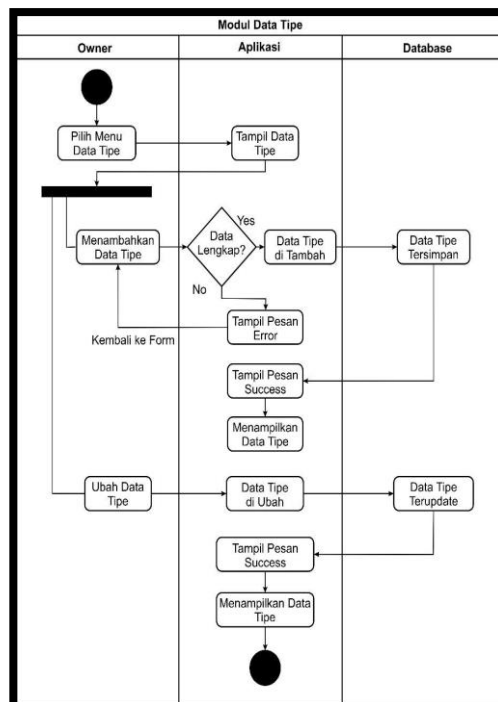 Modul Data Tipe
Owner
Aplikasi
Database
Pilih Menu
Data Tipe
Tampil Data
Tipe
Menambahkan
Data Tipe
Data
Lengkap?
Yes
Data Tipe
di Tambah
Data Tipe
Tersimpan
No
Tampil Pesan
Error
Kembali ke Form
Tampil Pesan
Success
Menampilkan
Data Tipe
Ubah Data
Tipe
Data Tipe
di Ubah
Data Tipe
Terupdate
Tampil Pesan
Success
Menampilkan Data
Tipe